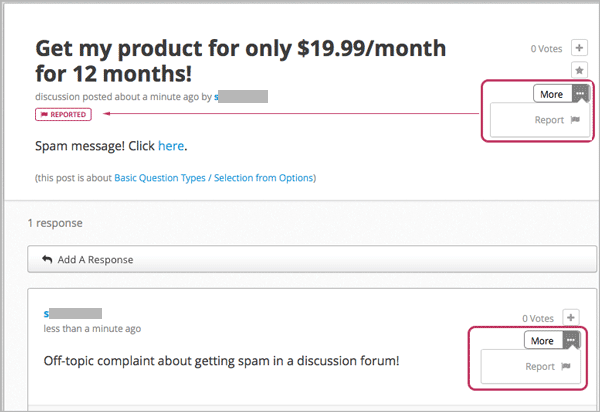 Get my product for only $19.99/month
for 12 months!
0 Votes
discussion posted about a minute ago by s
REPORTED
More
Report
Spam message! Click here.
(this post is about Basic Question Types / Selection from Options)
1 response
Add A Response
s
0 Votes
less than a minute ago
More
Off-topic complaint about getting spam in a discussion forum!
Report